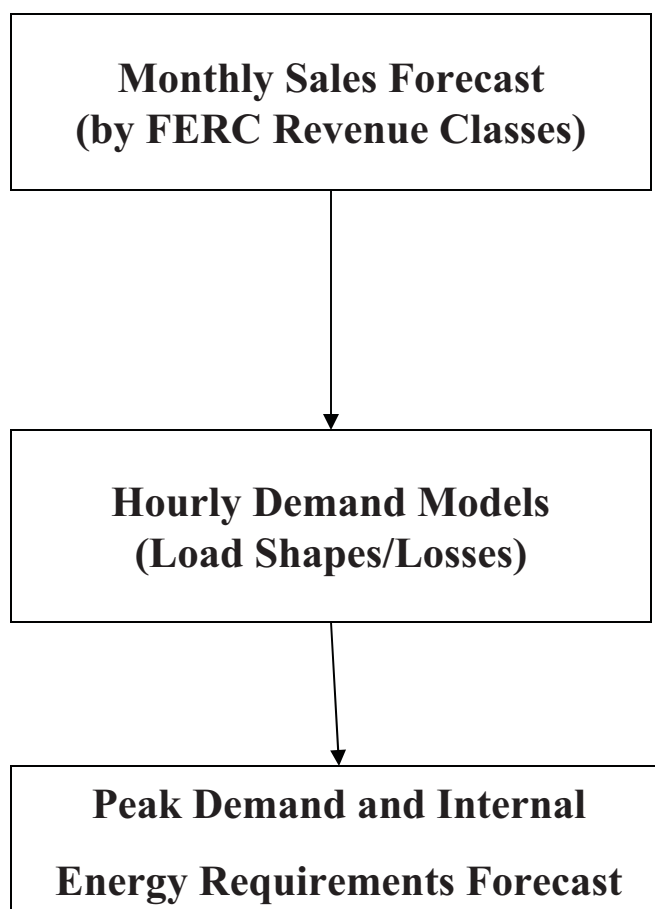 Monthly Sales Forecast
(by FERC Revenue Classes)
Hourly Demand Models
(Load Shapes/Losses)
Peak Demand and Internal
Energy Requirements Forecast